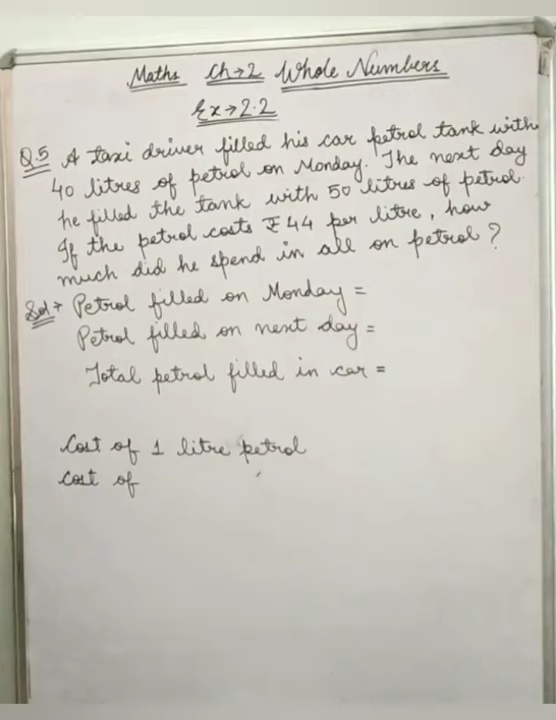 Maths Ch→2 Whole Numbers
Ex→2.2
Q.5 A taxi driver filled his car petrol tank with
40 litres of petrol on Monday. The next day
he filled the tank with 50 litres of petrol.
If the petrol costs ₹44 per litre, how
much did he spend in all on petrol?
Sol→ Petrol filled on Monday =
Petrol filled on next day =
Total petrol filled in car =
Cost of 1 litre petrol
Cost of